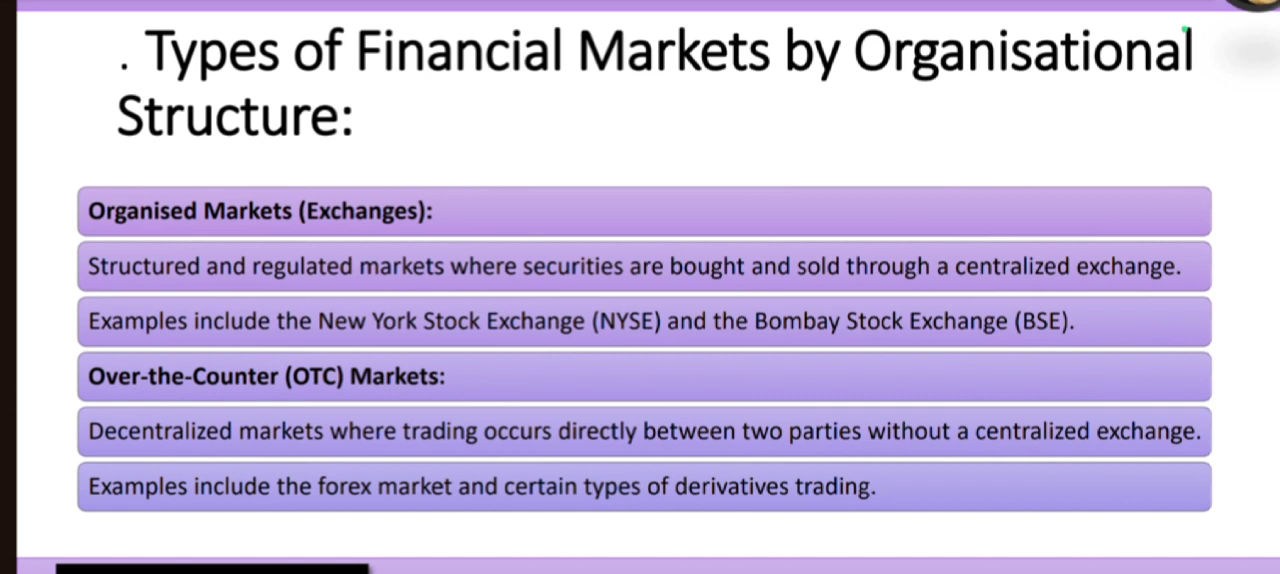 . Types of Financial Markets by Organisational
Structure:
Organised Markets (Exchanges):
Structured and regulated markets where securities are bought and sold through a centralized exchange.
Examples include the New York Stock Exchange (NYSE) and the Bombay Stock Exchange (BSE).
Over-the-Counter (OTC) Markets:
Decentralized markets where trading occurs directly between two parties without a centralized exchange.
Examples include the forex market and certain types of derivatives trading.